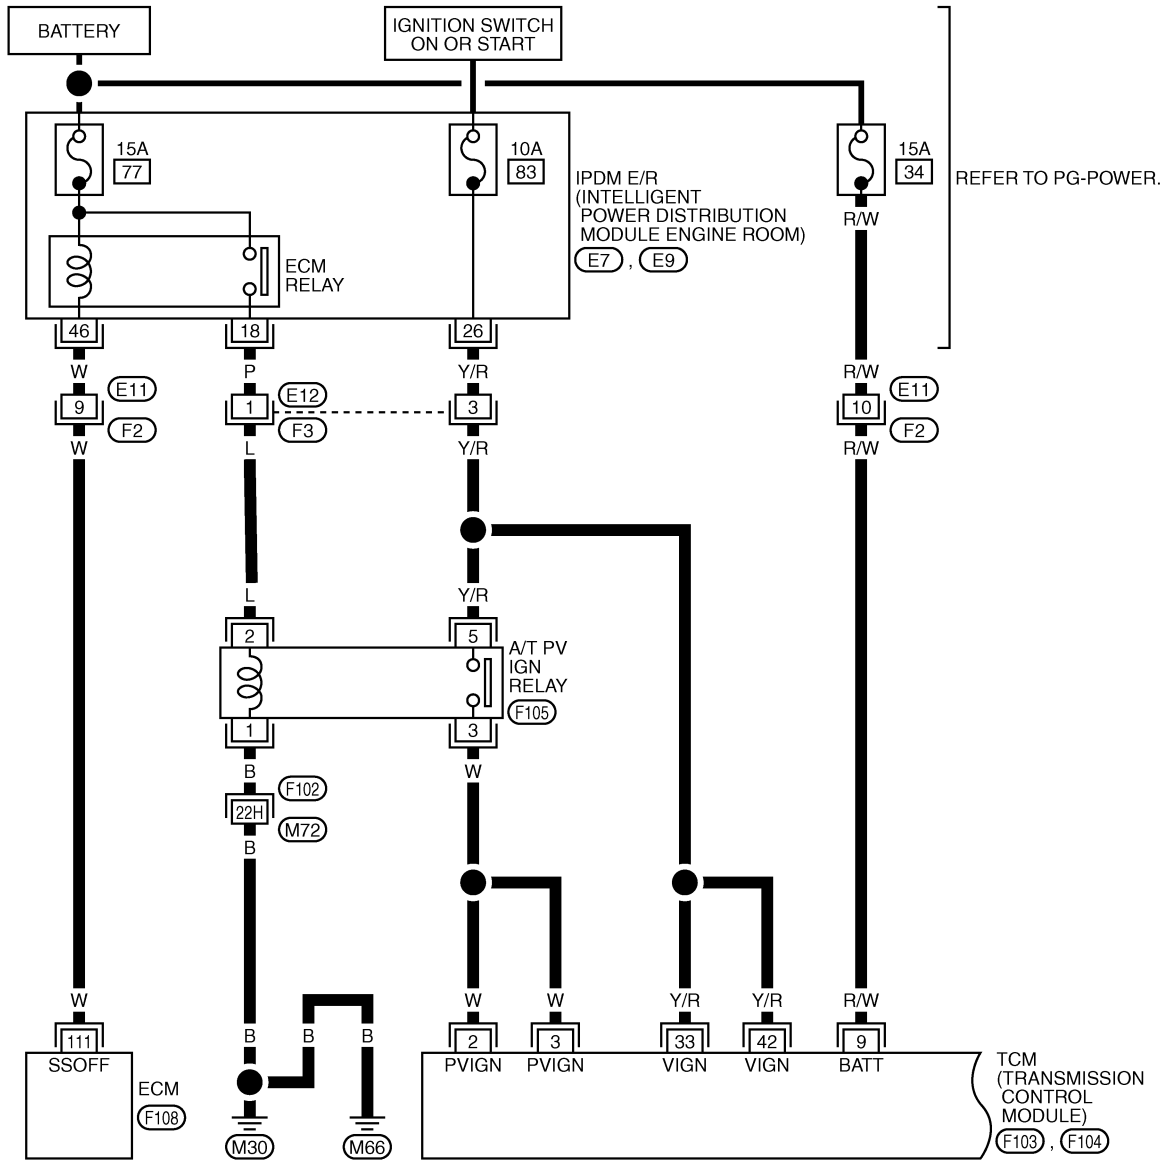 BATTERY
IGNITION SWITCH
ON OR START
15A
77
10A
83
15A
34
IPDM E/R
(INTELLIGENT
POWER DISTRIBUTION
MODULE ENGINE ROOM)
E7 , E9
REFER TO PG-POWER.
R/W
ECM
RELAY
46
18
26
W
P
Y/R
R/W
9
E11
F2
1
E12
F3
3
10
E11
F2
W
L
Y/R
R/W
L
Y/R
2
5
A/T PV
IGN
RELAY
F105
1
3
B
W
F102
22H
M72
B
W
B
B
B
W
W
Y/R
Y/R
R/W
111
2
3
33
42
9
SSOFF
PVIGN
PVIGN
VIGN
VIGN
BATT
ECM
F108
TCM
(TRANSMISSION
CONTROL
MODULE)
F103 , F104
M30
M66